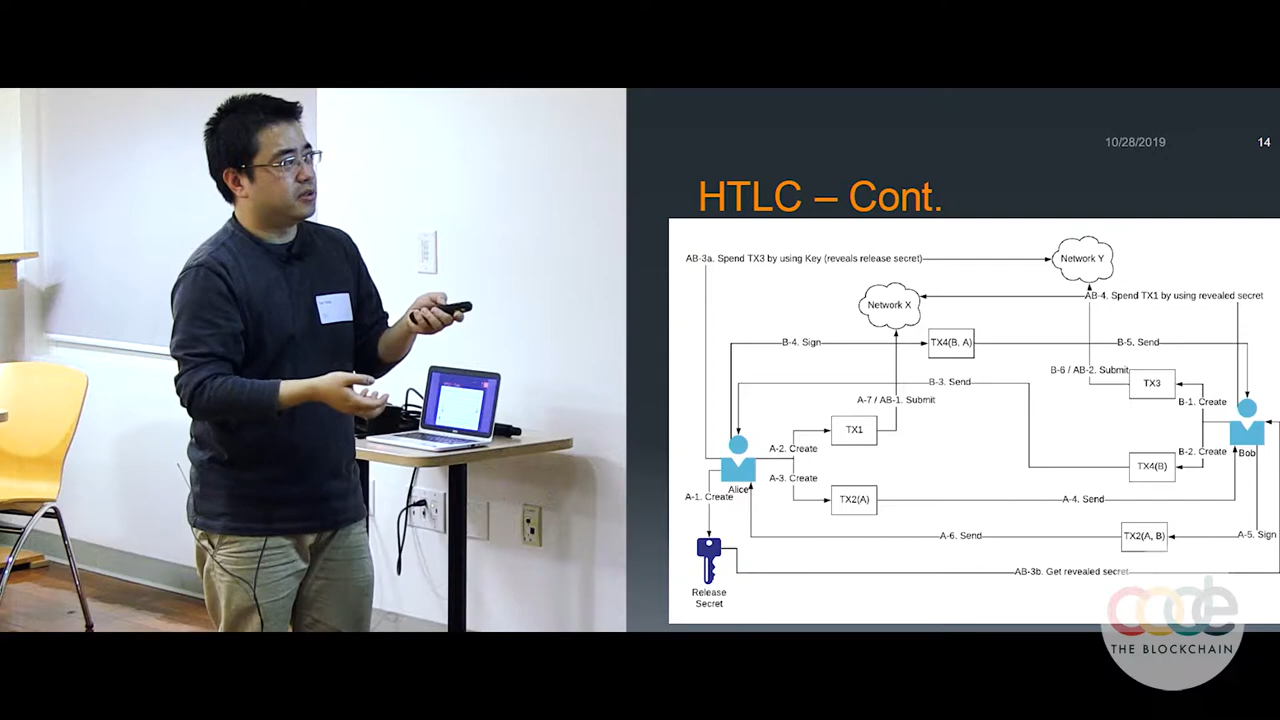 10/28/2019
14
HTLC – Cont.
AB-3a. Spend TX3 by using Key (reveals release secret)
Network Y
Network X
AB-4. Spend TX1 by using revealed secret
B-4. Sign
TX4(B, A)
B-5. Send
B-6 / AB-2. Submit
B-3. Send
TX3
A-7 / AB-1. Submit
B-1. Create
TX1
A-2. Create
B-2. Create
Bob
TX4(B)
A-3. Create
Alice
A-1. Create
TX2(A)
A-4. Send
A-6. Send
TX2(A, B)
A-5. Sign
AB-3b. Get revealed secret
Release
Secret
code
THE BLOCKCHAIN